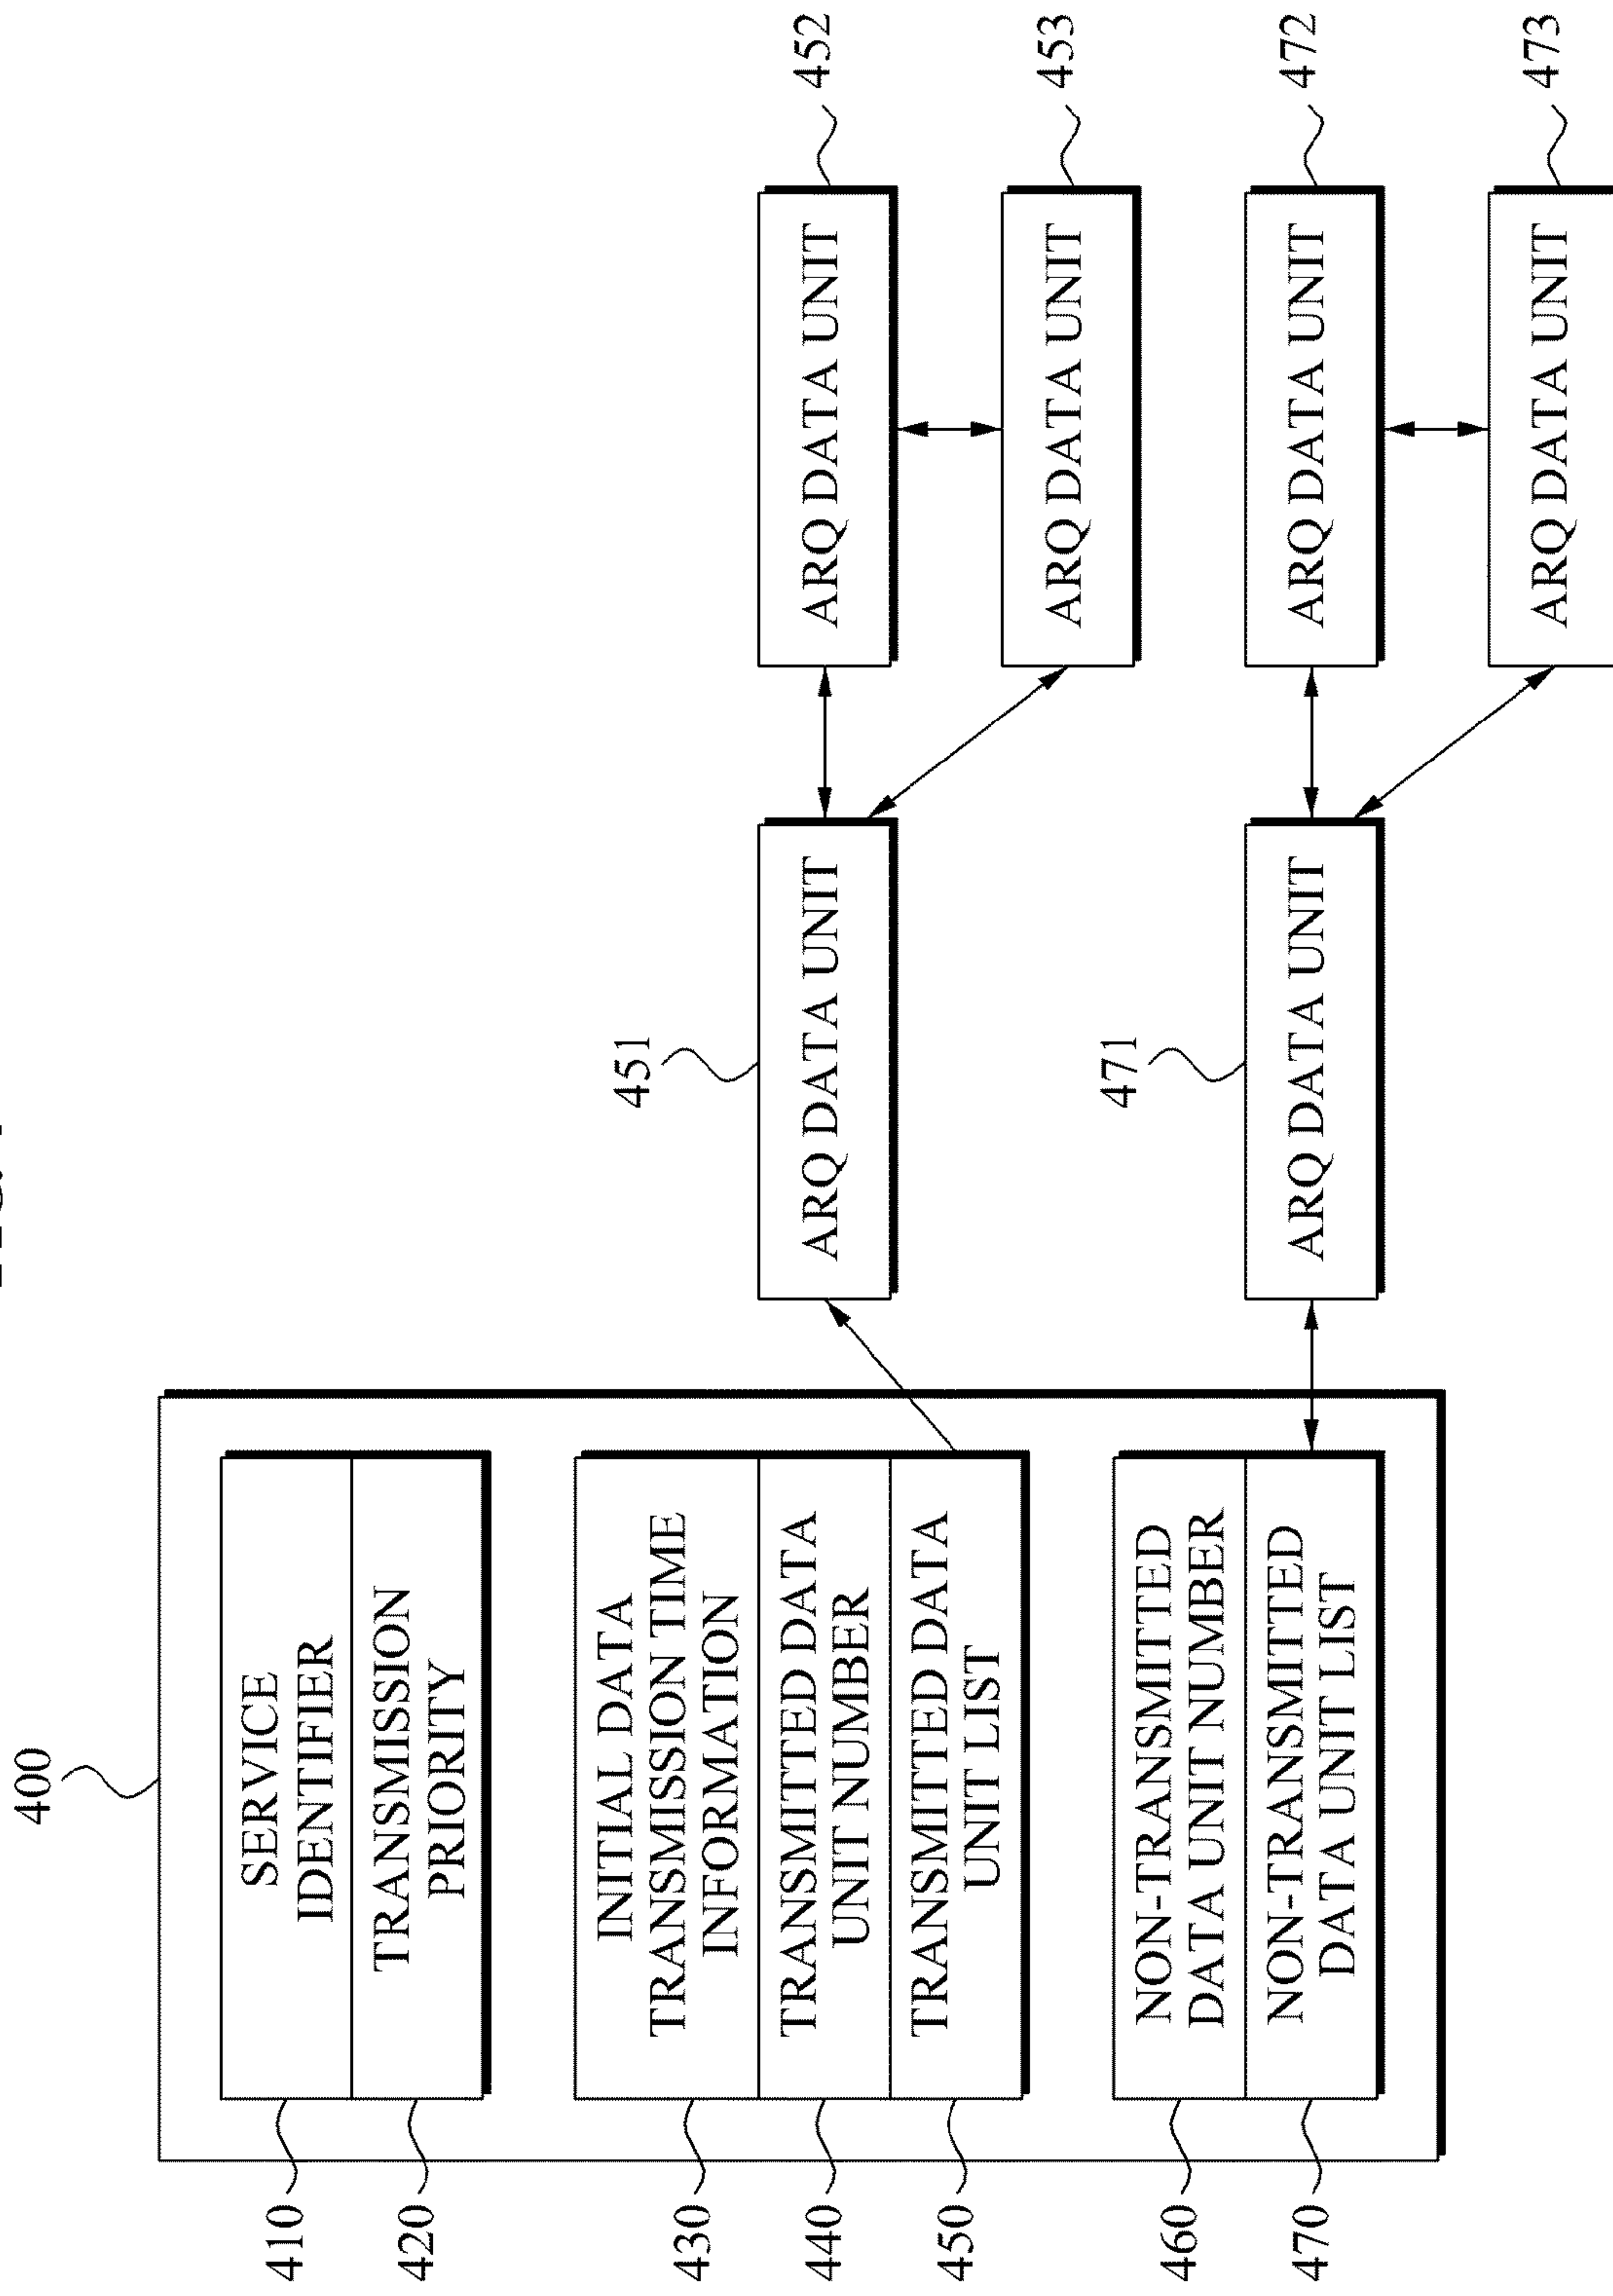 400
410
SERVICE
IDENTIFIER
420
TRANSMISSION
PRIORITY
430
INITIAL DATA
TRANSMISSION TIME
INFORMATION
440
TRANSMITTED DATA
UNIT NUMBER
450
TRANSMITTED DATA
UNIT LIST
460
NON-TRANSMITTED
DATA UNIT NUMBER
470
NON-TRANSMITTED
DATA UNIT LIST
451
ARQ DATA UNIT
ARQ DATA UNIT
452
ARQ DATA UNIT
453
471
ARQ DATA UNIT
ARQ DATA UNIT
472
ARQ DATA UNIT
473